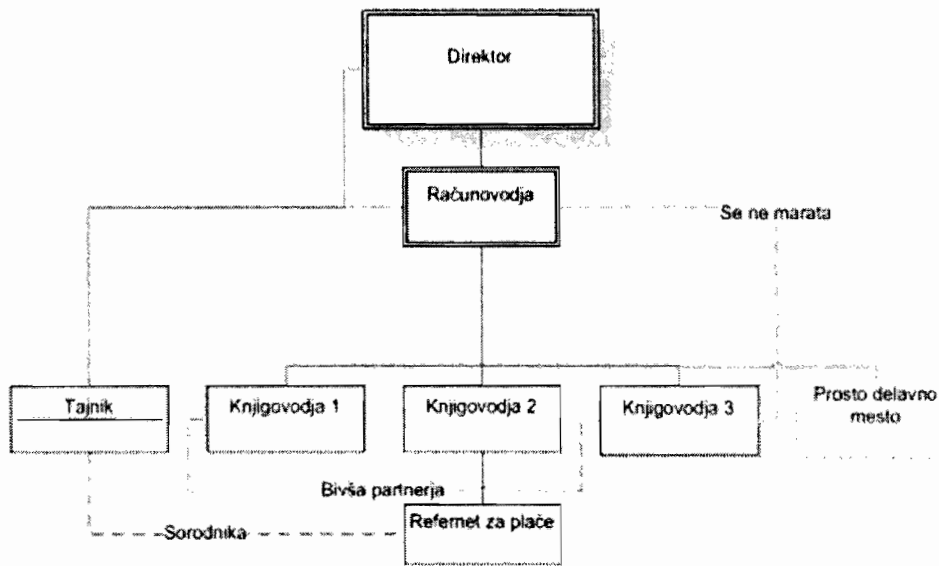 Direktor
Računovodja
Se ne marata
Tajnik
Knjigovodja 1
Knjigovodja 2
Knjigovodja 3
Prosto delavno
mesto
Bivša partnerja
Sorodnika
Refernet za plače